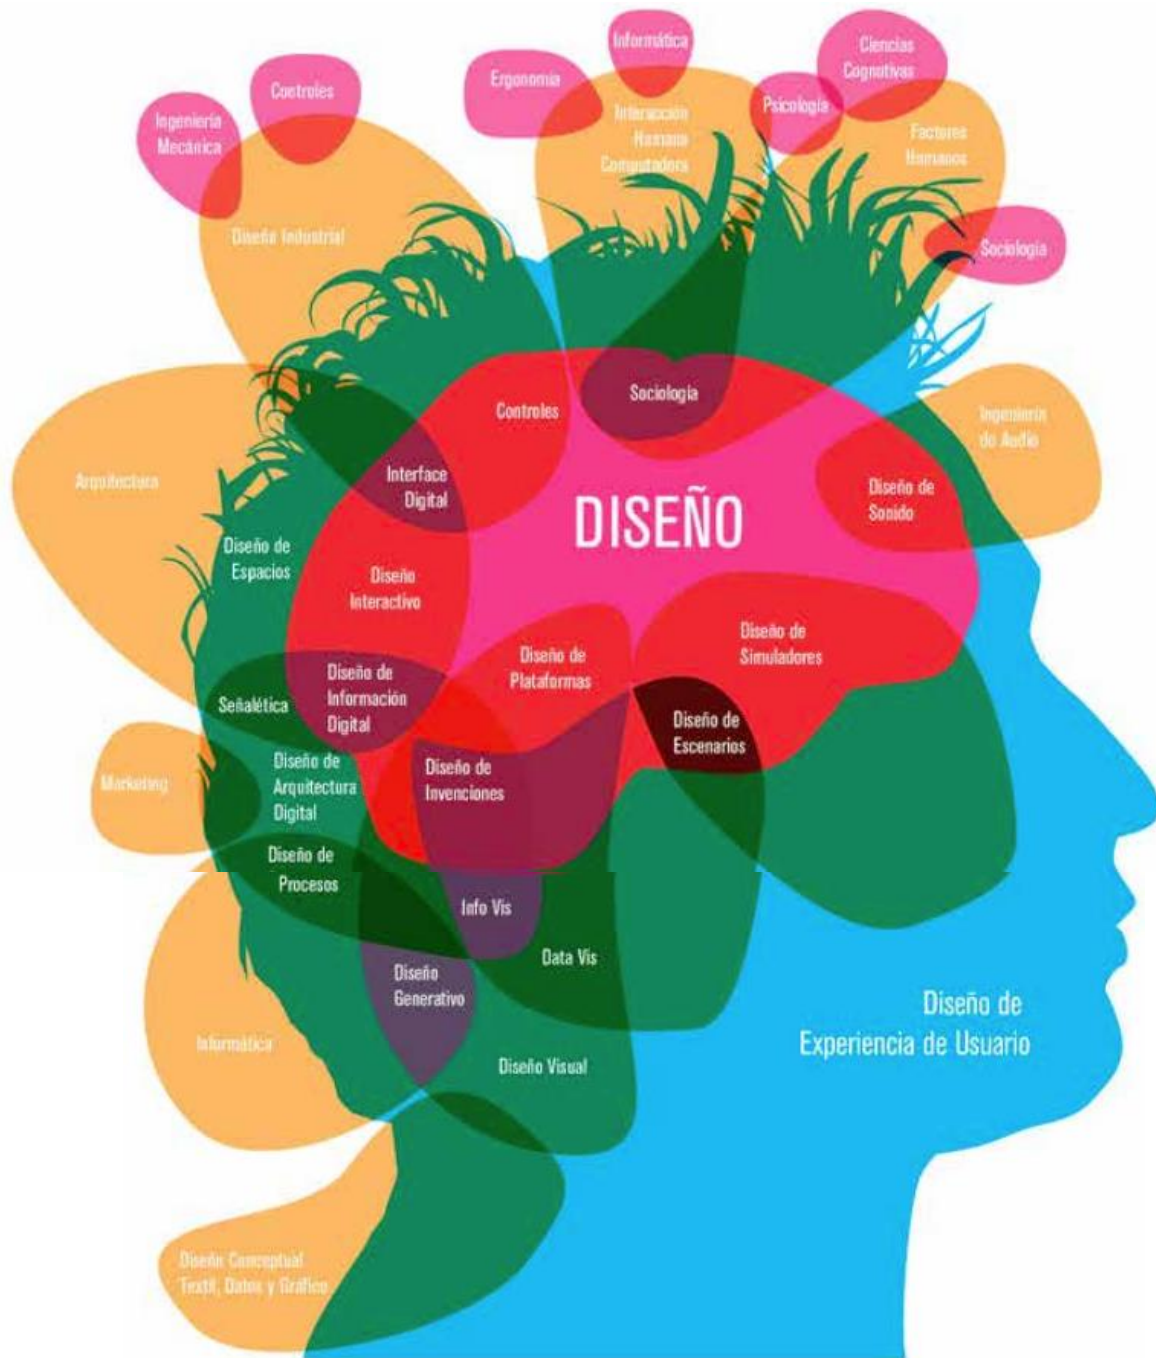 Informática
Ciencias
Cognitivas
Ergonomía
Controles
Psicología
Ingeniería
Mecánica
Interacción
Humano
Computadora
Factores
Humanos
Diseño Industrial
Sociología
Sociología
Controles
Ingeniería
de Audio
Arquitectura
Interface
Digital
Diseño de
Sonido
DISEÑO
Diseño de
Espacios
Diseño
Interactivo
Diseño de
Simuladores
Diseño de
Plataformas
Diseño de
Información
Digital
Señalética
Diseño de
Escenarios
Diseño de
Arquitectura
Digital
Marketing
Diseño de
Invenciones
Diseño de
Procesos
Info Vis
Data Vis
Diseño
Generativo
Diseño de
Experiencia de Usuario
Informática
Diseño Visual
Diseño Conceptual
Textil, Datos y Gráfico